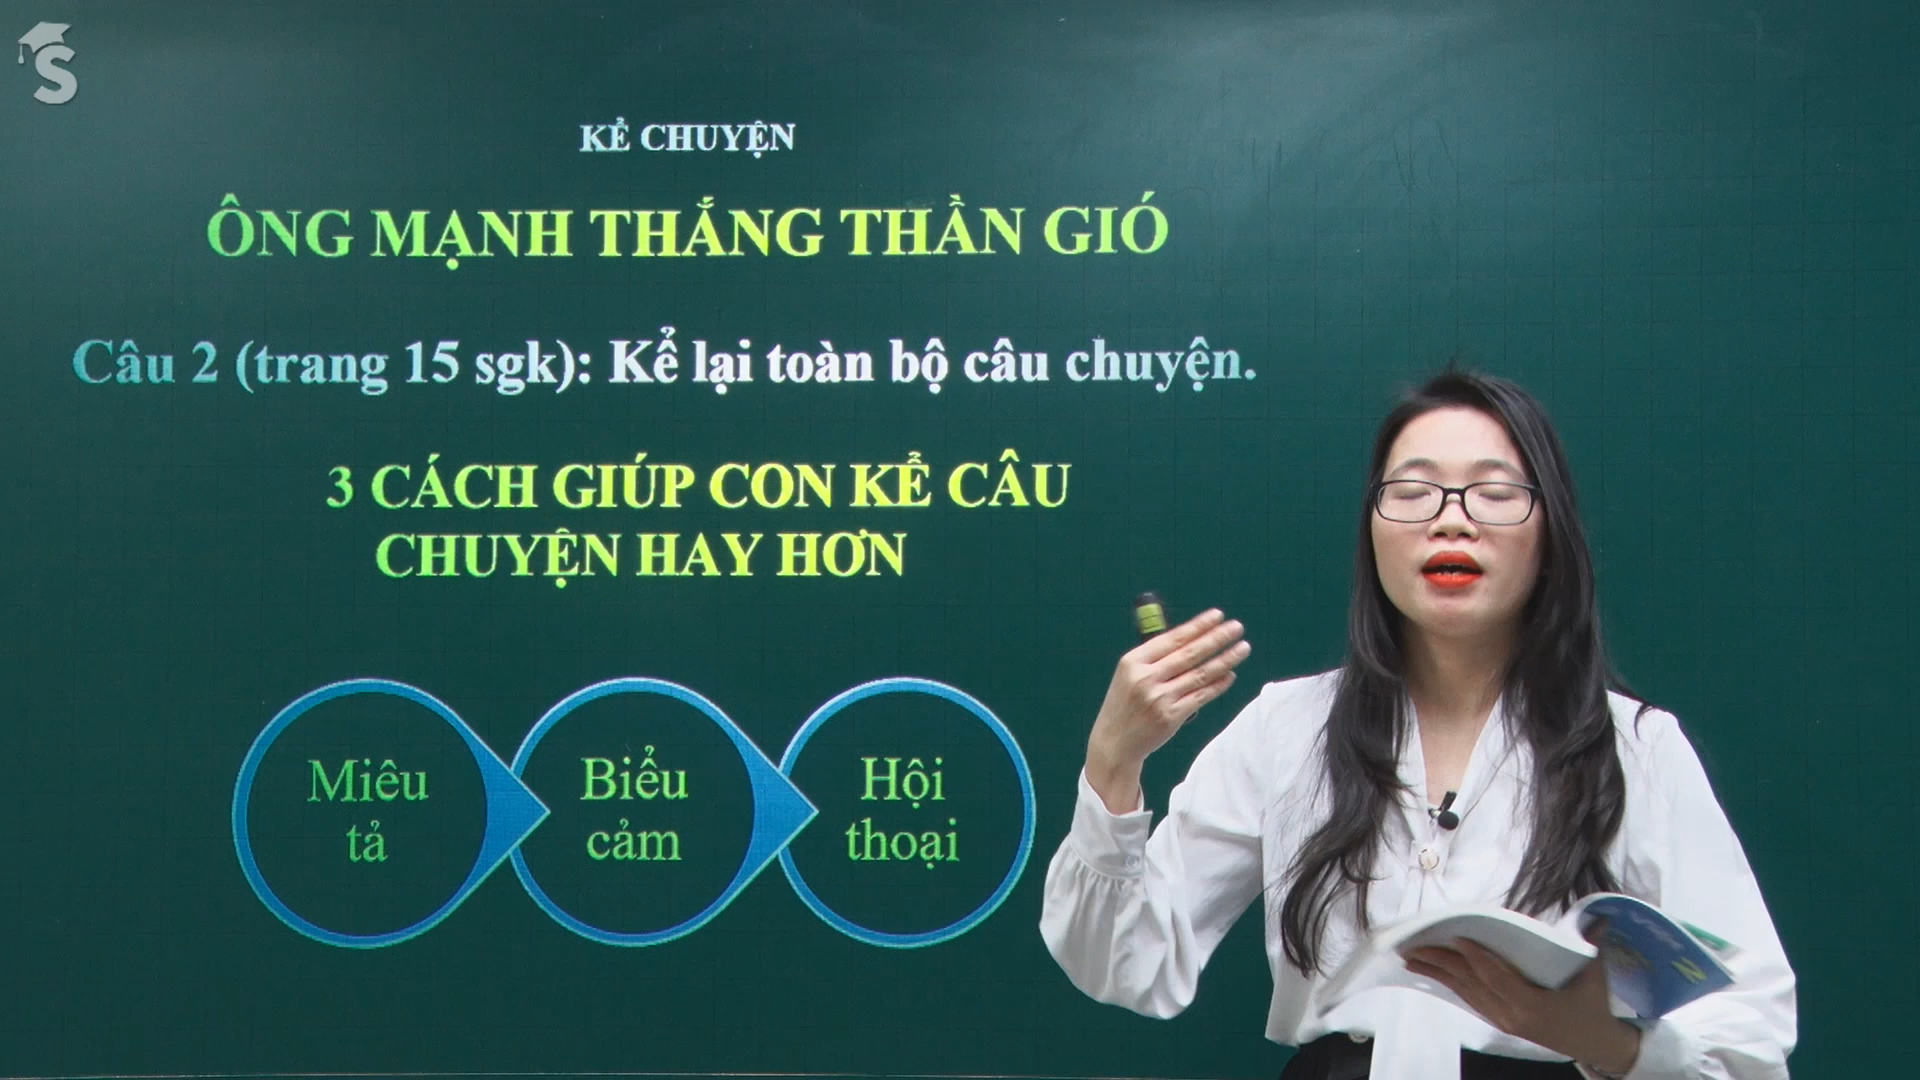 S
KỂ CHUYỆN
ÔNG MẠNH THẮNG THẦN GIÓ
Câu 2 (trang 15 sgk): Kể lại toàn bộ câu chuyện.
3 CÁCH GIÚP CON KỂ CÂU
CHUYỆN HAY HƠN
Miêu
tả
Biểu
cảm
Hội
thoại